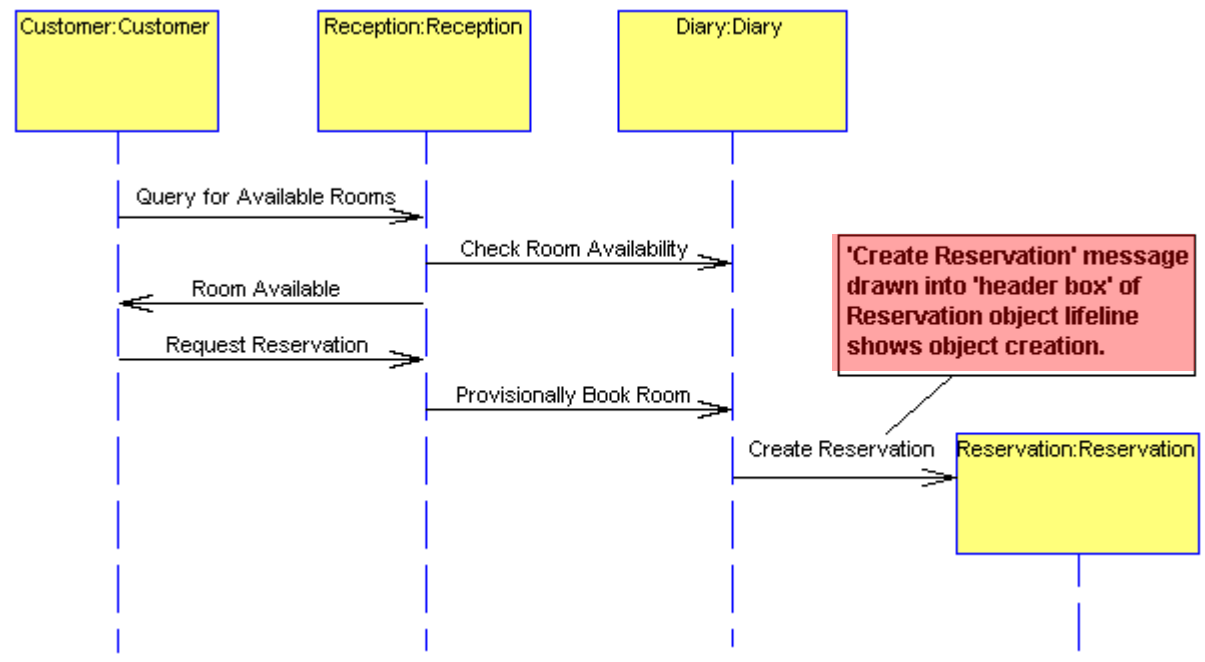 Customer:Customer
Reception:Reception
Diary:Diary
Query for Available Rooms
Check Room Availability
'Create Reservation' message
drawn into 'header box' of
Reservation object lifeline
shows object creation.
Room Available
Request Reservation
Provisionally Book Room
Create Reservation
Reservation:Reservation